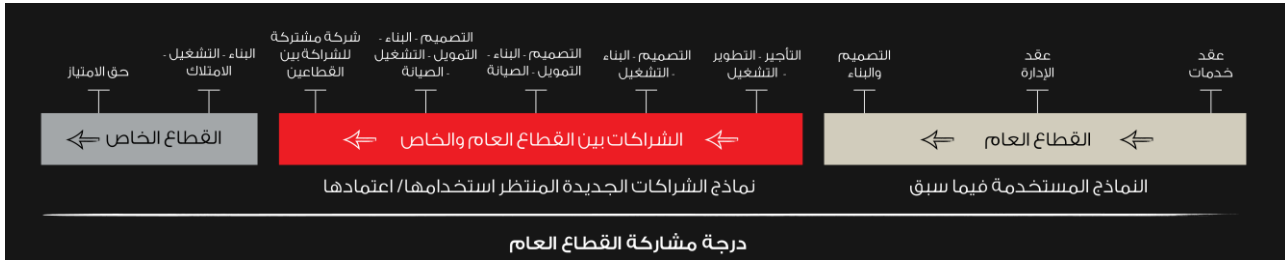 عقد
خدمات
عقد
الإدارة
التصميم
والبناء
التأجير - التطوير
- التشغيل
التصميم - البناء
- التشغيل
التصميم - البناء -
التمويل - الصيانة
التصميم - البناء -
التمويل - التشغيل
- الصيانة
شركة مشتركة
للشراكة بين
القطاعين
البناء - التشغيل -
الامتلاك
حق الامتياز
القطاع العام
الشراكات بين القطاع العام والخاص
القطاع الخاص
النماذج المستخدمة فيما سبق
نماذج الشراكات الجديدة المنتظر استخدامها/ اعتمادها
درجة مشاركة القطاع العام